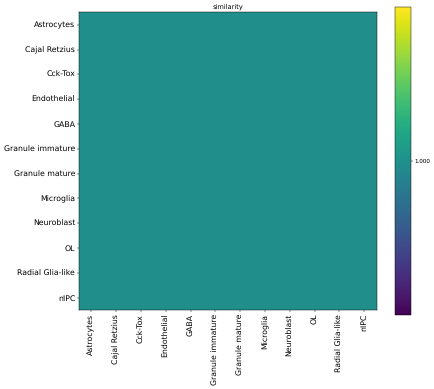 similarity
Astrocytes
Cajal Retzius
Cck-Tox
Endothelial
GABA
Granule immature
Granule mature
Microglia
Neuroblast
OL
Radial Glia-like
nIPC
1.000
Astrocytes
Cajal Retzius
Cck-Tox
Endothelial
GABA
Granule immature
Granule mature
Microglia
Neuroblast
OL
Radial Glia-like
nIPC